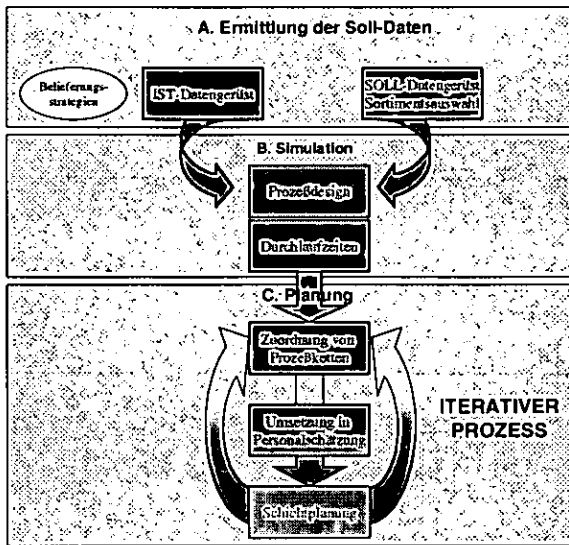 A. Ermittlung der Soll-Daten
Belieferungs-
strategien
IST-Datengerüst
SOLL-Datengerüst
Sortimentsauswahl
B. Simulation
Prozeßdesign
Durchlaufzeiten
C. Planung
Zuordnung von
Prozeßketten
Umsetzung in
Personalschätzung
Schichtplanung
ITERATIVER
PROZESS